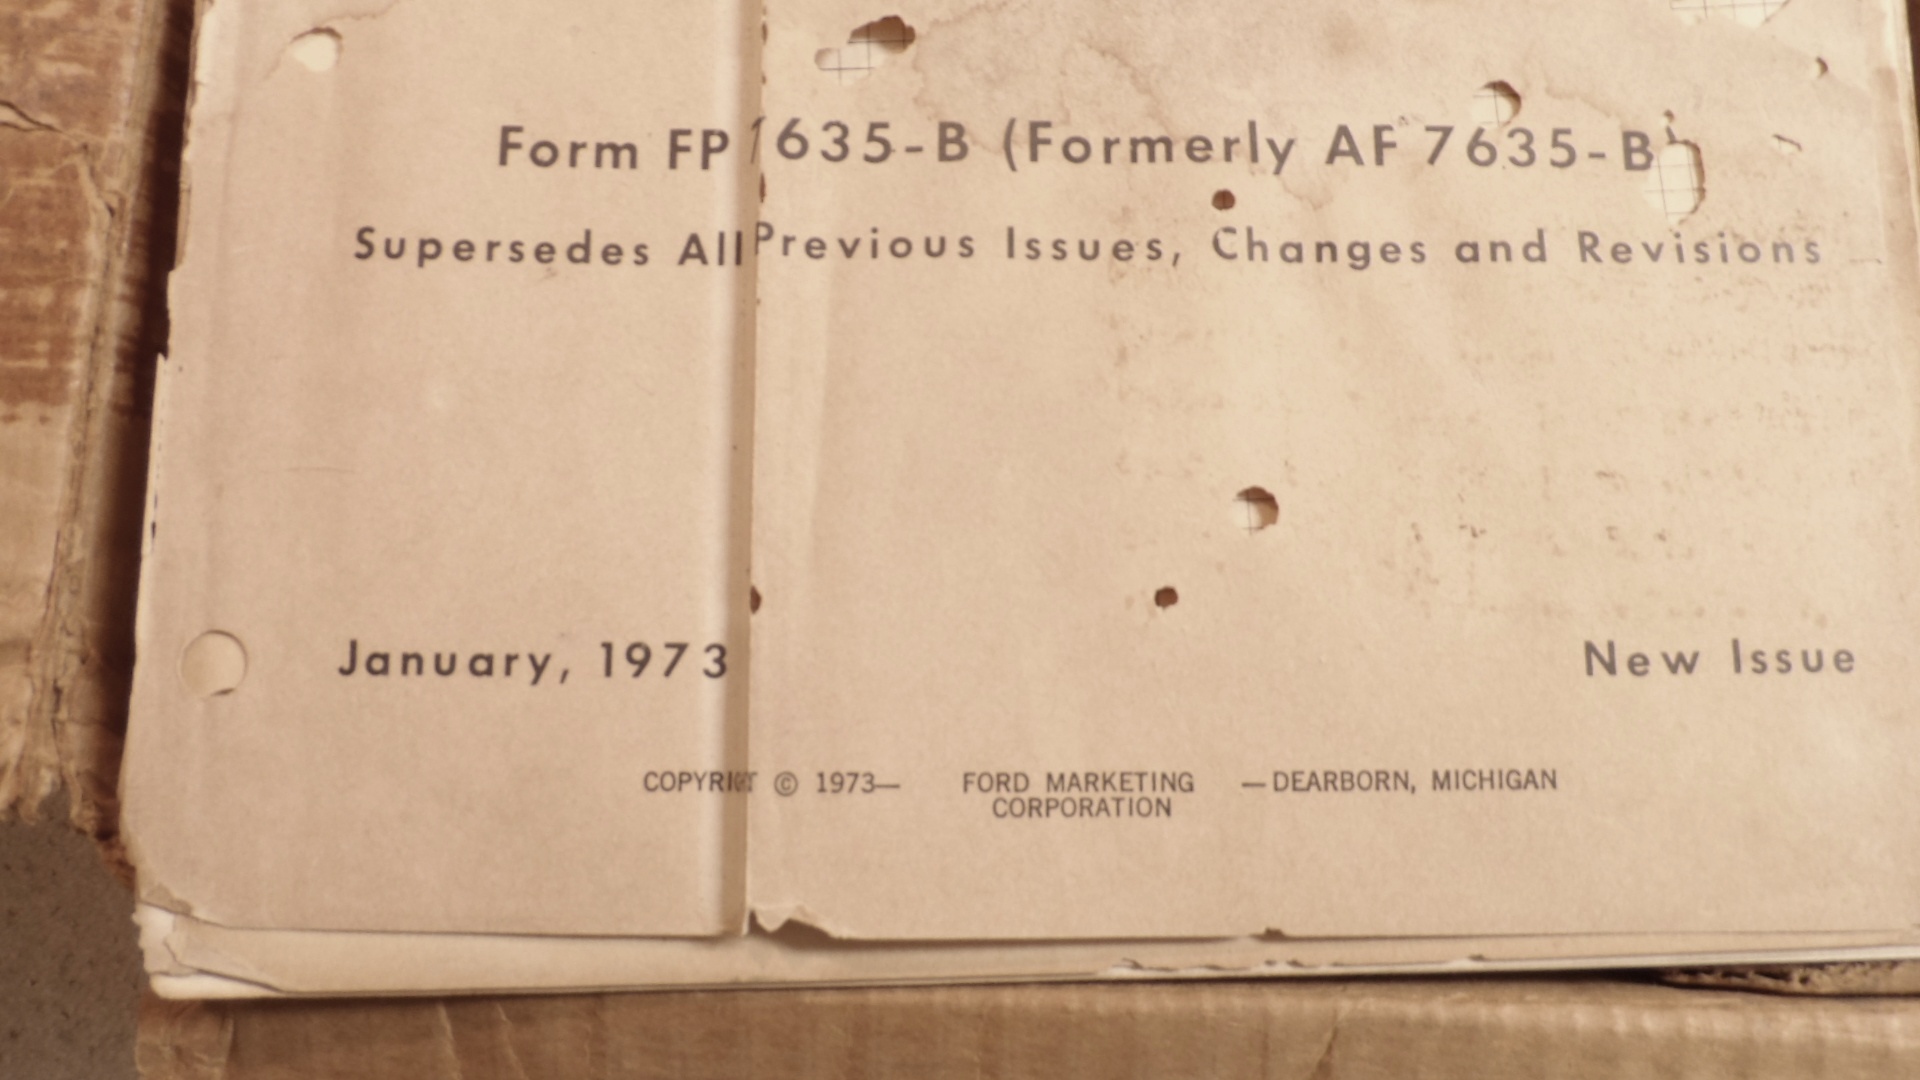 Form FP 7635-B (Formerly AF 7635-B)
Supersedes All Previous Issues, Changes and Revisions
January, 1973 New Issue
COPYRIGHT © 1973— FORD MARKETING CORPORATION —DEARBORN, MICHIGAN